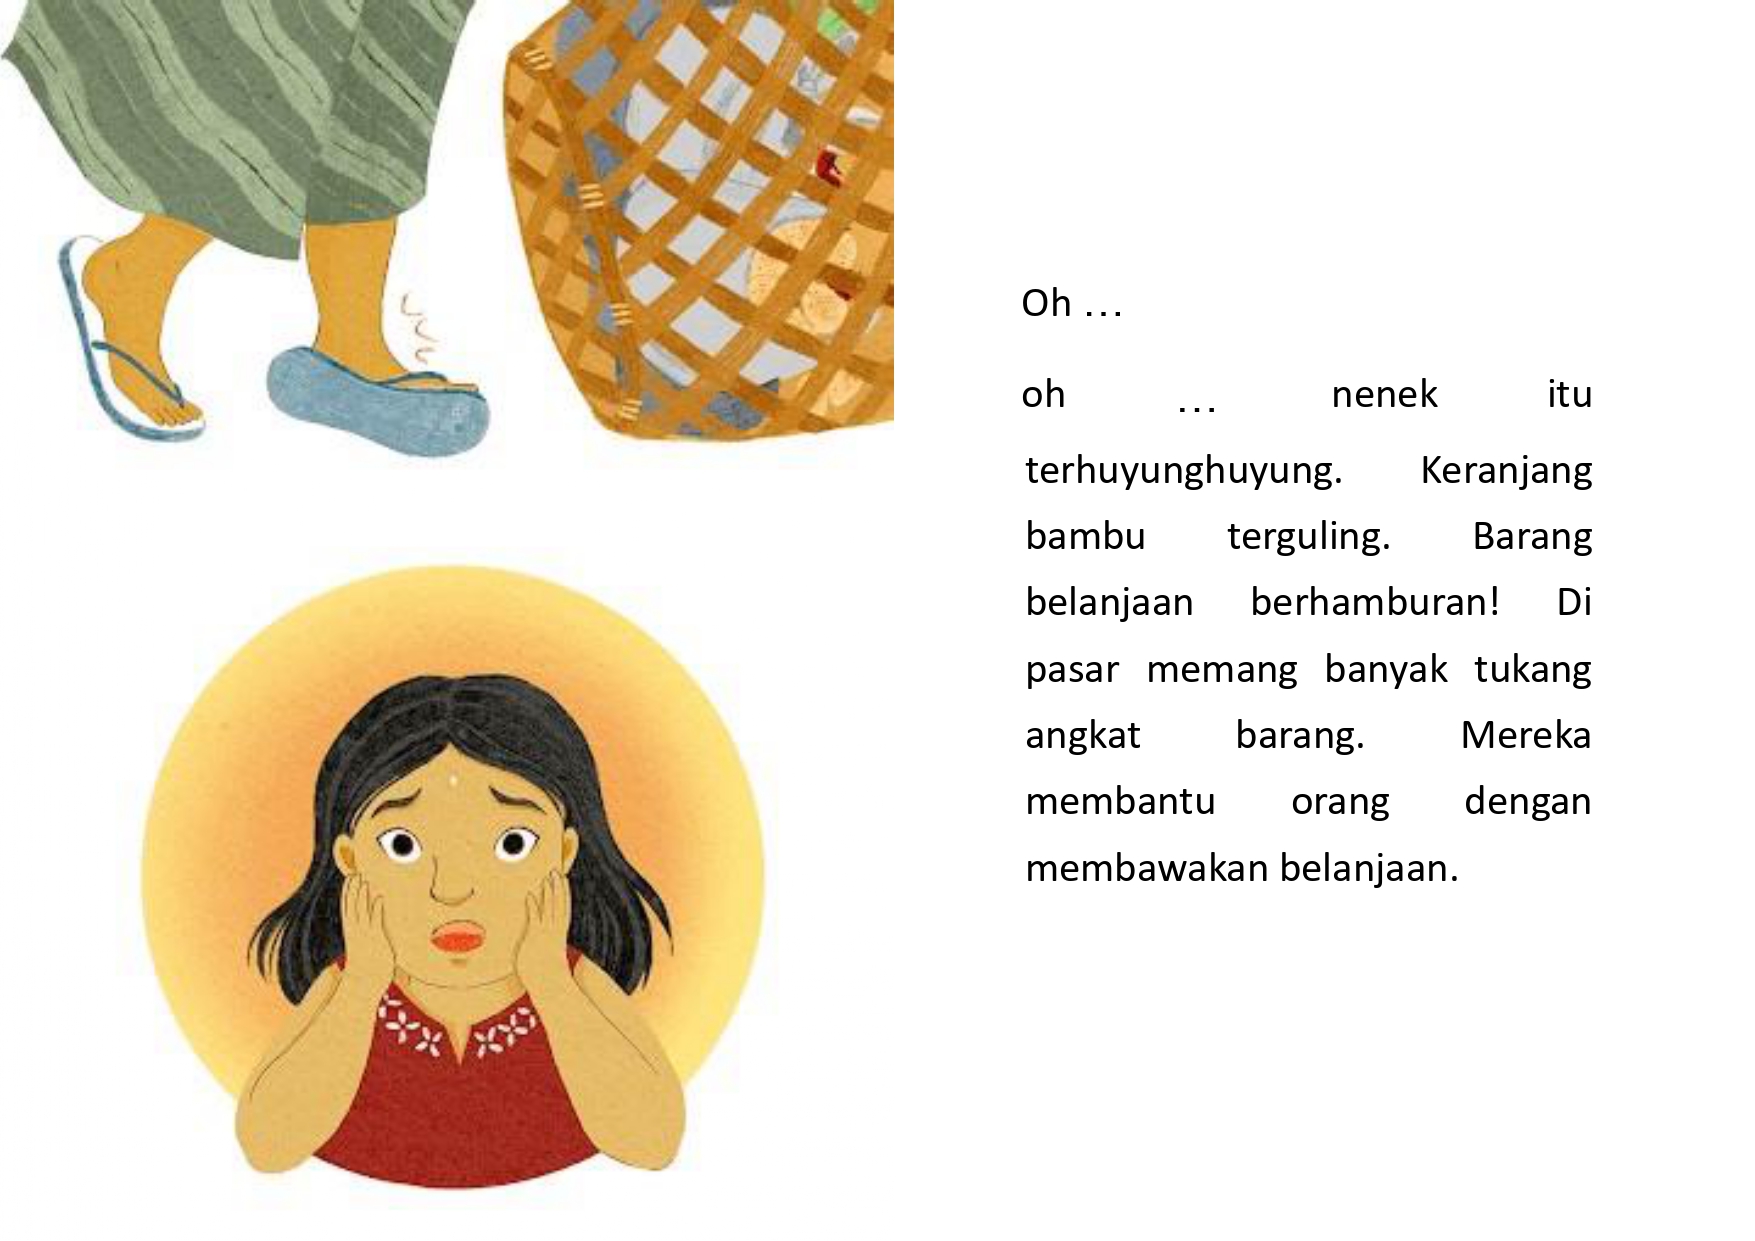 Oh ...
oh ... nenek itu
terhuyunghuyung. Keranjang
bambu terguling. Barang
belanjaan berhamburan! Di
pasar memang banyak tukang
angkat barang. Mereka
membantu orang dengan
membawakan belanjaan.